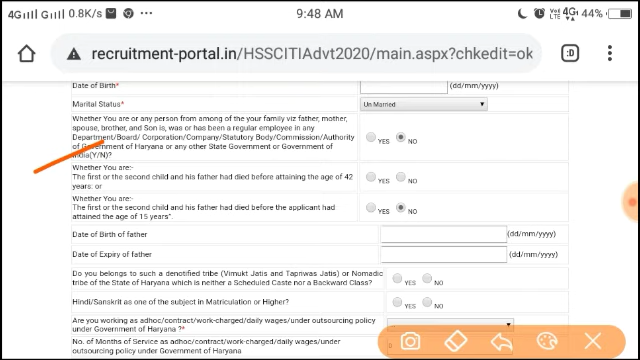 4G 0.8K/s 9:48 AM VoLTE 4G 44%
recruitment-portal.in/HSSCITIAdvt2020/main.aspx?chkedit=ok :D
Date of Birth* (dd/mm/yyyy)
Marital Status* Un Married
Whether You are or any person from among of the your family viz father, mother,
spouse, brother, and Son is, was or has been a regular employee in any
Department/Board/ Corporation/Company/Statutory Body/Commission/Authority
of Government of Haryana or any other State Government or Government of
India(Y/N)?
YES NO
Whether You are:-
The first or the second child and his father had died before attaining the age of 42
years: or
YES NO
Whether You are:-
The first or the second child and his father had died before the applicant had
attained the age of 15 years".
YES NO
Date of Birth of father (dd/mm/yyyy)
Date of Expiry of father (dd/mm/yyyy)
Do you belongs to such a denotified tribe (Vimukt Jatis and Tapriwas Jatis) or Nomadic
tribe of the State of Haryana which is neither a Scheduled Caste nor a Backward Class?
YES NO
Hindi/Sanskrit as one of the subject in Matriculation or Higher?
YES NO
Are you working as adhoc/contract/work-charged/daily wages/under outsourcing policy
under Government of Haryana ?*
No. of Months of Service as adhoc/contract/work-charged/daily wages/under
outsourcing policy under Government of Haryana